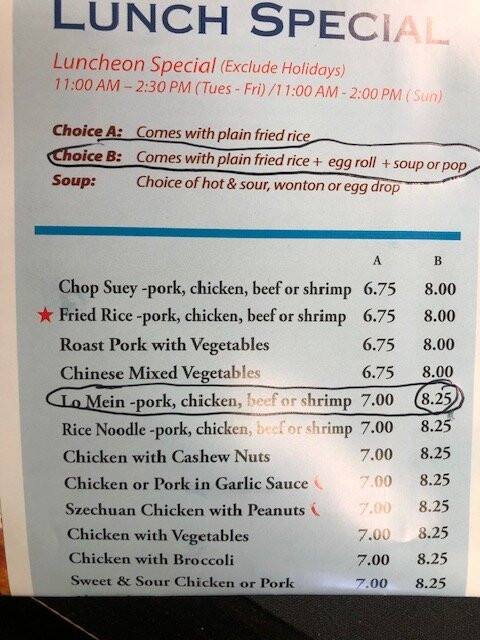 LUNCH SPECIAL
Luncheon Special (Exclude Holidays)
11:00 AM – 2:30 PM (Tues - Fri) /11:00 AM - 2:00 PM ( Sun)
Choice A: Comes with plain fried rice
Choice B: Comes with plain fried rice + egg roll + soup or pop
Soup: Choice of hot & sour, wonton or egg drop
A B
Chop Suey -pork, chicken, beef or shrimp 6.75 8.00
Fried Rice -pork, chicken, beef or shrimp 6.75 8.00
Roast Pork with Vegetables 6.75 8.00
Chinese Mixed Vegetables 6.75 8.00
Lo Mein -pork, chicken, beef or shrimp 7.00 8.25
Rice Noodle -pork, chicken, beef or shrimp 7.00 8.25
Chicken with Cashew Nuts 7.00 8.25
Chicken or Pork in Garlic Sauce 7.00 8.25
Szechuan Chicken with Peanuts 7.00 8.25
Chicken with Vegetables 7.00 8.25
Chicken with Broccoli 7.00 8.25
Sweet & Sour Chicken or Pork 7.00 8.25